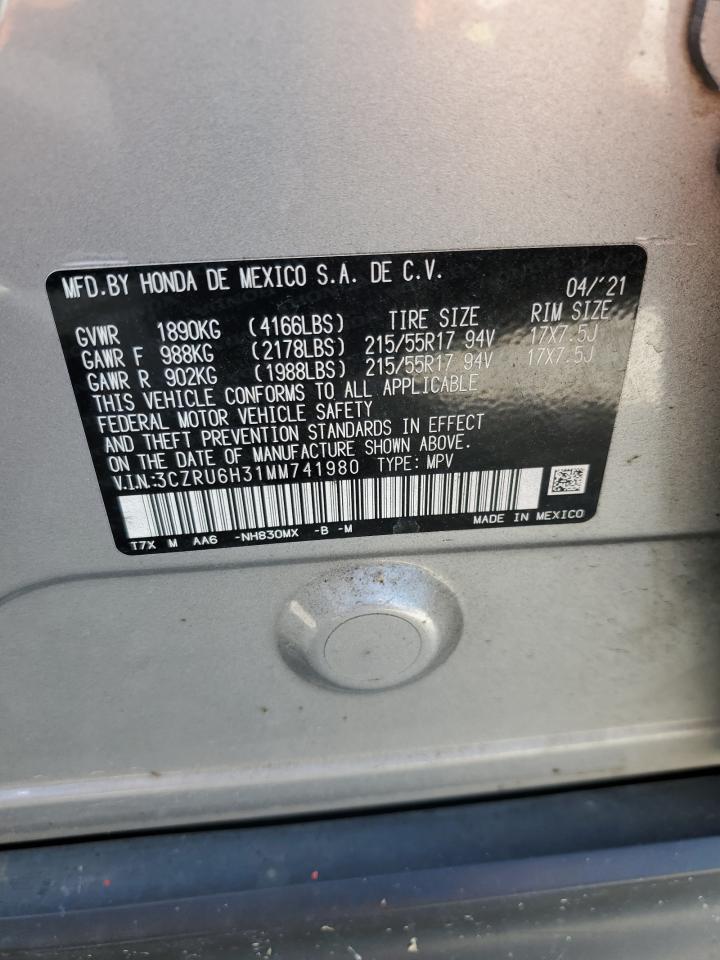 MFD.BY HONDA DE MEXICO S.A. DE C.V. 04/'21
GVWR 1890KG (4166LBS) TIRE SIZE RIM SIZE
GAWR F 988KG (2178LBS) 215/55R17 94V 17X7.5J
GAWR R 902KG (1988LBS) 215/55R17 94V 17X7.5J
THIS VEHICLE CONFORMS TO ALL APPLICABLE
FEDERAL MOTOR VEHICLE SAFETY
AND THEFT PREVENTION STANDARDS IN EFFECT
ON THE DATE OF MANUFACTURE SHOWN ABOVE.
V.I.N:3CZRU6H31MM741980 TYPE: MPV
T7X M AA6 -NH830MX -B -M MADE IN MEXICO